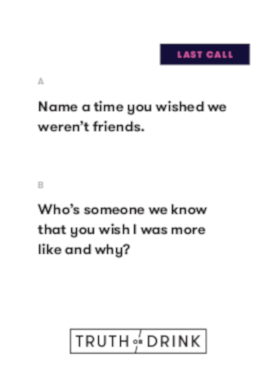 LAST CALL
A
Name a time you wished we
weren't friends.
B
Who's someone we know
that you wish I was more
like and why?
TRUTH OR DRINK